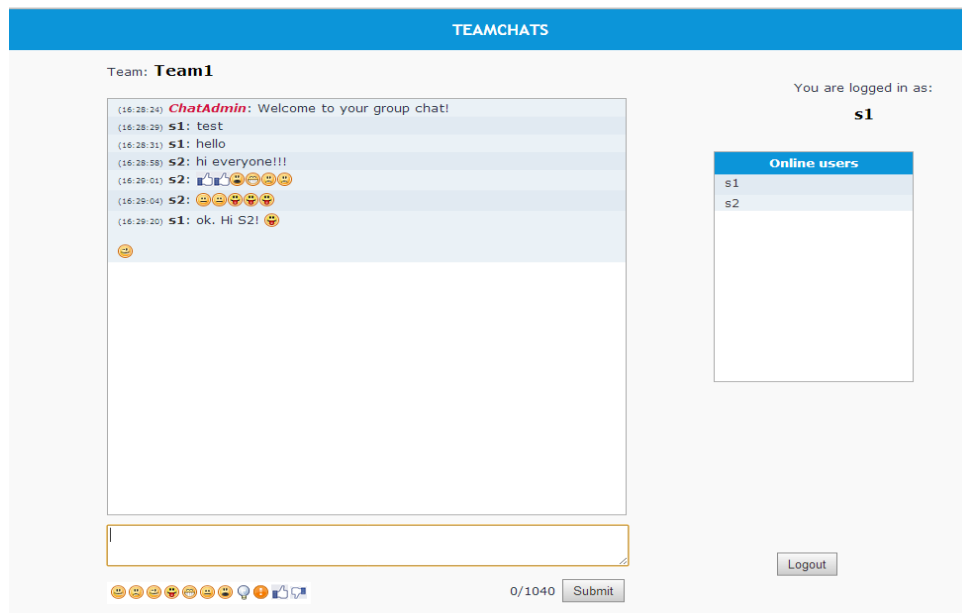 TEAMCHATS
Team: Team1
You are logged in as:
s1
(16:28:24) ChatAdmin: Welcome to your group chat!
(16:28:29) s1: test
(16:28:31) s1: hello
(16:28:58) s2: hi everyone!!!
(16:29:01) s2:
(16:29:04) s2:
(16:29:20) s1: ok. Hi S2!
Online users
s1
s2
0/1040 Submit
Logout